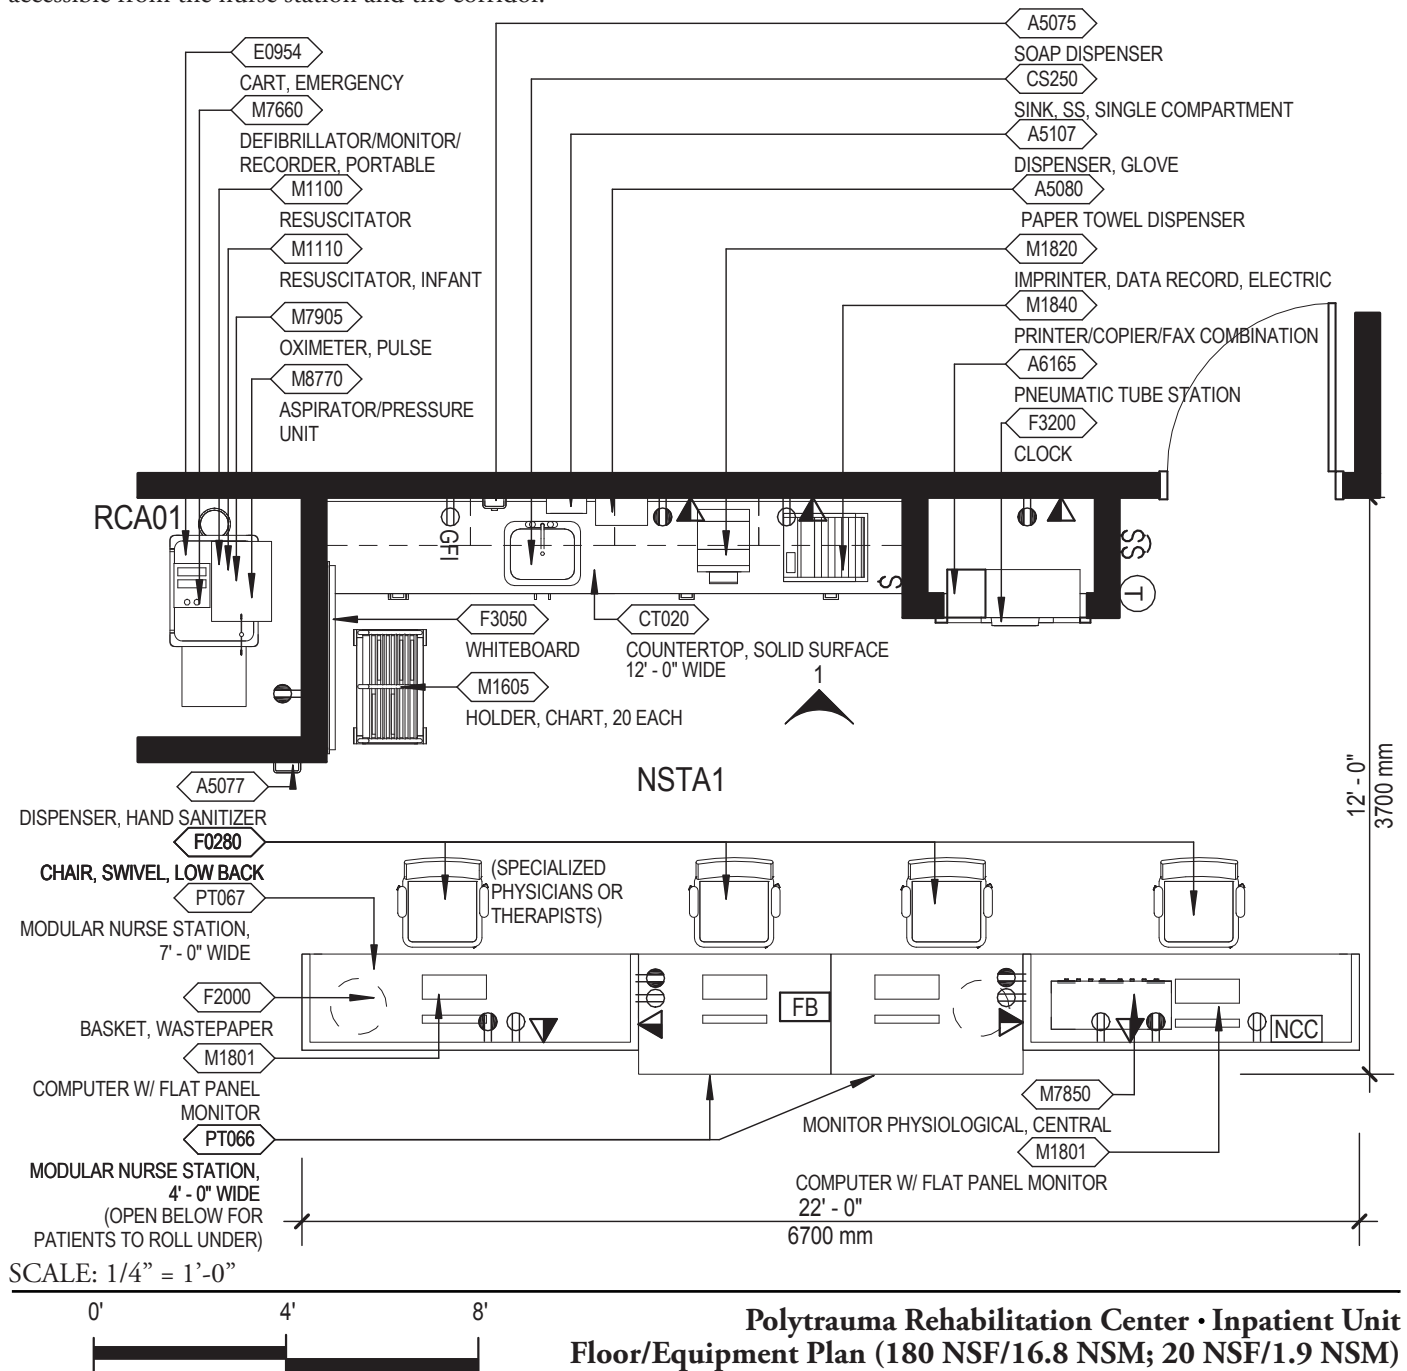 accessible from the nurse station and the corridor.
E0954
CART, EMERGENCY
M7660
DEFIBRILLATOR/MONITOR/
RECORDER, PORTABLE
M1100
RESUSCITATOR
M1110
RESUSCITATOR, INFANT
M7905
OXIMETER, PULSE
M8770
ASPIRATOR/PRESSURE
UNIT
A5075
SOAP DISPENSER
CS250
SINK, SS, SINGLE COMPARTMENT
A5107
DISPENSER, GLOVE
A5080
PAPER TOWEL DISPENSER
M1820
IMPRINTER, DATA RECORD, ELECTRIC
M1840
PRINTER/COPIER/FAX COMBINATION
A6165
PNEUMATIC TUBE STATION
F3200
CLOCK
RCA01
GFI
$
$$
T
F3050
WHITEBOARD
CT020
COUNTERTOP, SOLID SURFACE
12' - 0" WIDE
M1605
HOLDER, CHART, 20 EACH
1
NSTA1
12' - 0"
3700 mm
A5077
DISPENSER, HAND SANITIZER
F0280
CHAIR, SWIVEL, LOW BACK
(SPECIALIZED
PHYSICIANS OR
THERAPISTS)
PT067
MODULAR NURSE STATION,
7' - 0" WIDE
F2000
BASKET, WASTEPAPER
M1801
COMPUTER W/ FLAT PANEL
MONITOR
PT066
MODULAR NURSE STATION,
4' - 0" WIDE
(OPEN BELOW FOR
PATIENTS TO ROLL UNDER)
FB
NCC
M7850
MONITOR PHYSIOLOGICAL, CENTRAL
M1801
COMPUTER W/ FLAT PANEL MONITOR
22' - 0"
6700 mm
SCALE: 1/4” = 1’-0”
0' 4' 8'
Polytrauma Rehabilitation Center · Inpatient Unit
Floor/Equipment Plan (180 NSF/16.8 NSM; 20 NSF/1.9 NSM)